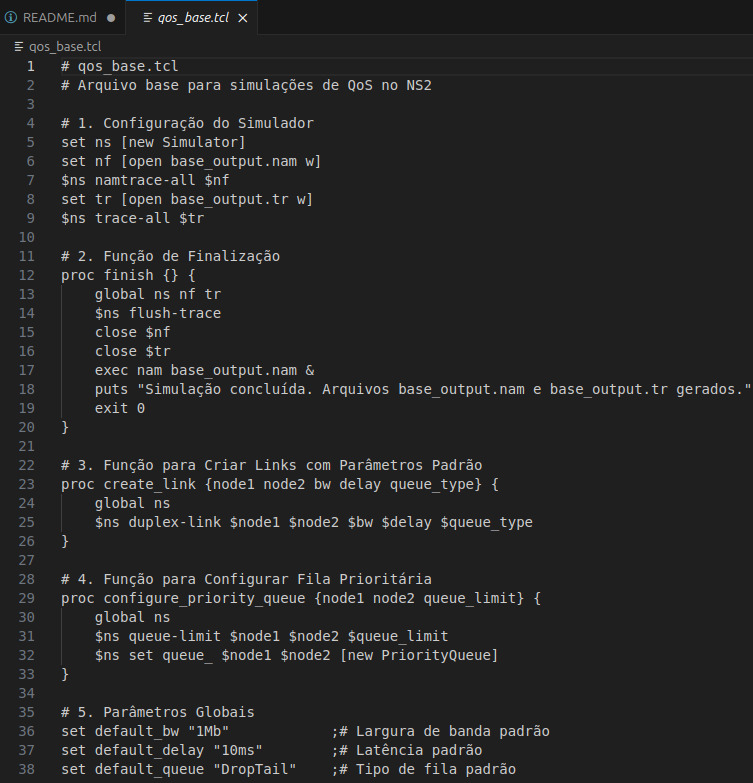 README.md
qos_base.tcl
qos_base.tcl
1 # qos_base.tcl
2 # Arquivo base para simulações de QoS no NS2
3
4 # 1. Configuração do Simulador
5 set ns [new Simulator]
6 set nf [open base_output.nam w]
7 $ns namtrace-all $nf
8 set tr [open base_output.tr w]
9 $ns trace-all $tr
10
11 # 2. Função de Finalização
12 proc finish {} {
13     global ns nf tr
14     $ns flush-trace
15     close $nf
16     close $tr
17     exec nam base_output.nam &
18     puts "Simulação concluída. Arquivos base_output.nam e base_output.tr gerados."
19     exit 0
20 }
21
22 # 3. Função para Criar Links com Parâmetros Padrão
23 proc create_link {node1 node2 bw delay queue_type} {
24     global ns
25     $ns duplex-link $node1 $node2 $bw $delay $queue_type
26 }
27
28 # 4. Função para Configurar Fila Prioritária
29 proc configure_priority_queue {node1 node2 queue_limit} {
30     global ns
31     $ns queue-limit $node1 $node2 $queue_limit
32     $ns set queue_ $node1 $node2 [new PriorityQueue]
33 }
34
35 # 5. Parâmetros Globais
36 set default_bw "1Mb"            ;# Largura de banda padrão
37 set default_delay "10ms"        ;# Latência padrão
38 set default_queue "DropTail"    ;# Tipo de fila padrão